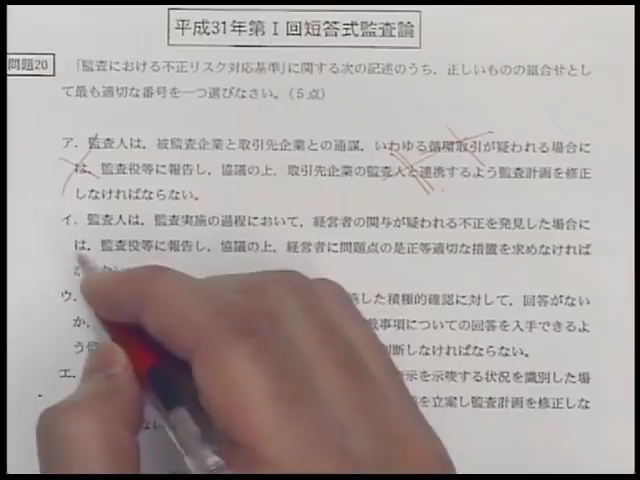 平成31年第Ⅰ回短答式監査論
問題20
「監査における不正リスク対応基準」に関する次の記述のうち、正しいものの組合せとし
て最も適切な番号を一つ選びなさい。（５点）
ア．監査人は、被監査企業と取引先企業との通謀、いわゆる循環取引が疑われる場合に
は、監査役等に報告し、協議の上、取引先企業の監査人と連携するよう監査計画を修正
しなければならない。
イ．監査人は、監査実施の過程において、経営者の関与が疑われる不正を発見した場合に
は、監査役等に報告し、協議の上、経営者に問題点の是正等適切な措置を求めなければ
ウ．した積極的確認に対して、回答がない
か、載事項についての回答を入手できるよ
う判断しなければならない。
エ．示を示唆する状況を識別した場
を立案し監査計画を修正しな
ない